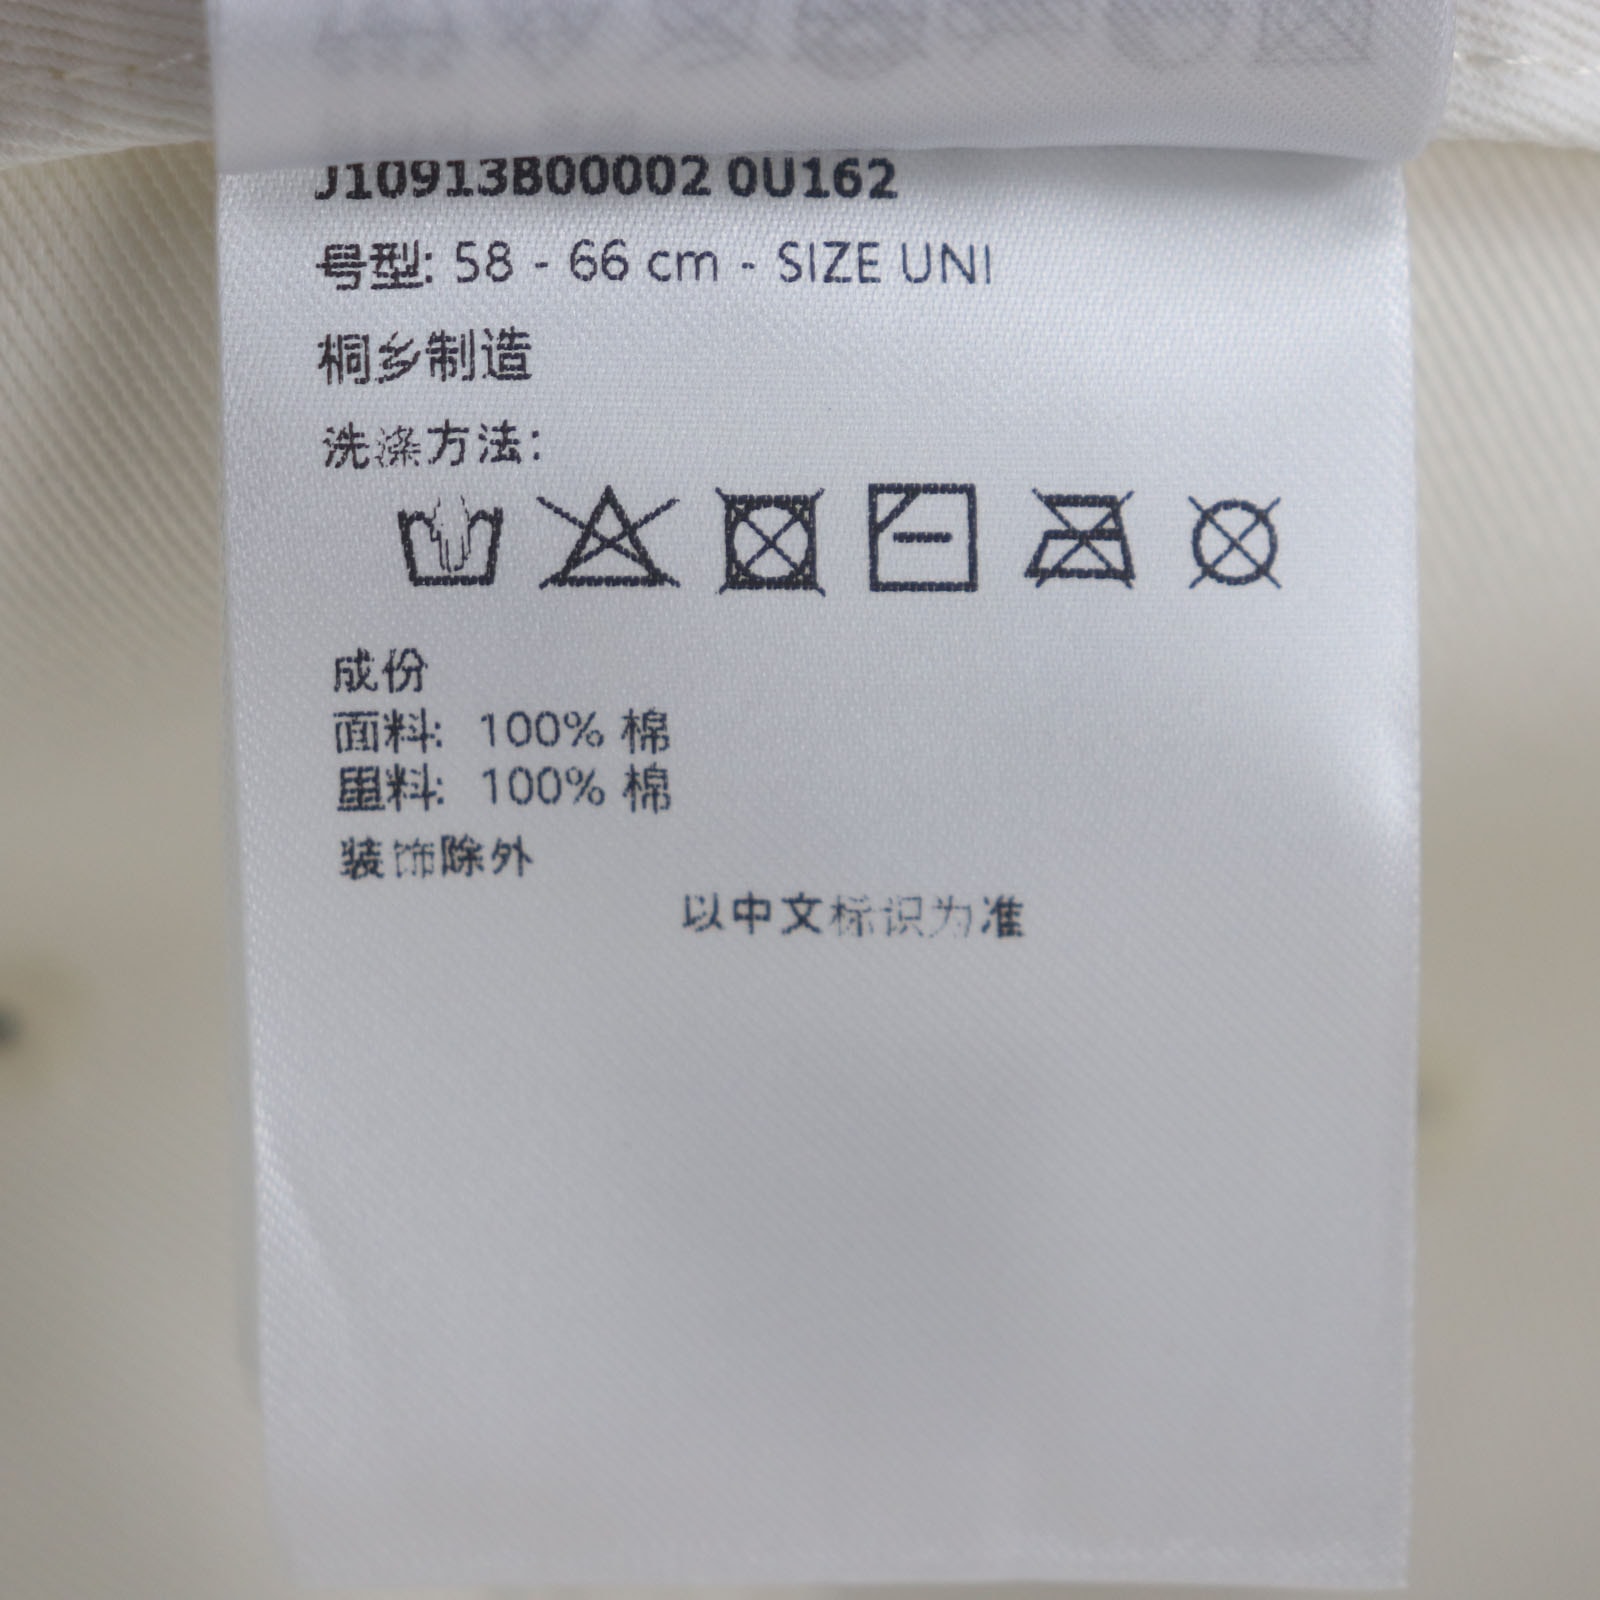 J10913B00002 0U162
号型: 58 - 66 cm - SIZE UNI
桐乡制造
洗涤方法:
成份
面料: 100% 棉
里料: 100% 棉
装饰除外
以中文标识为准